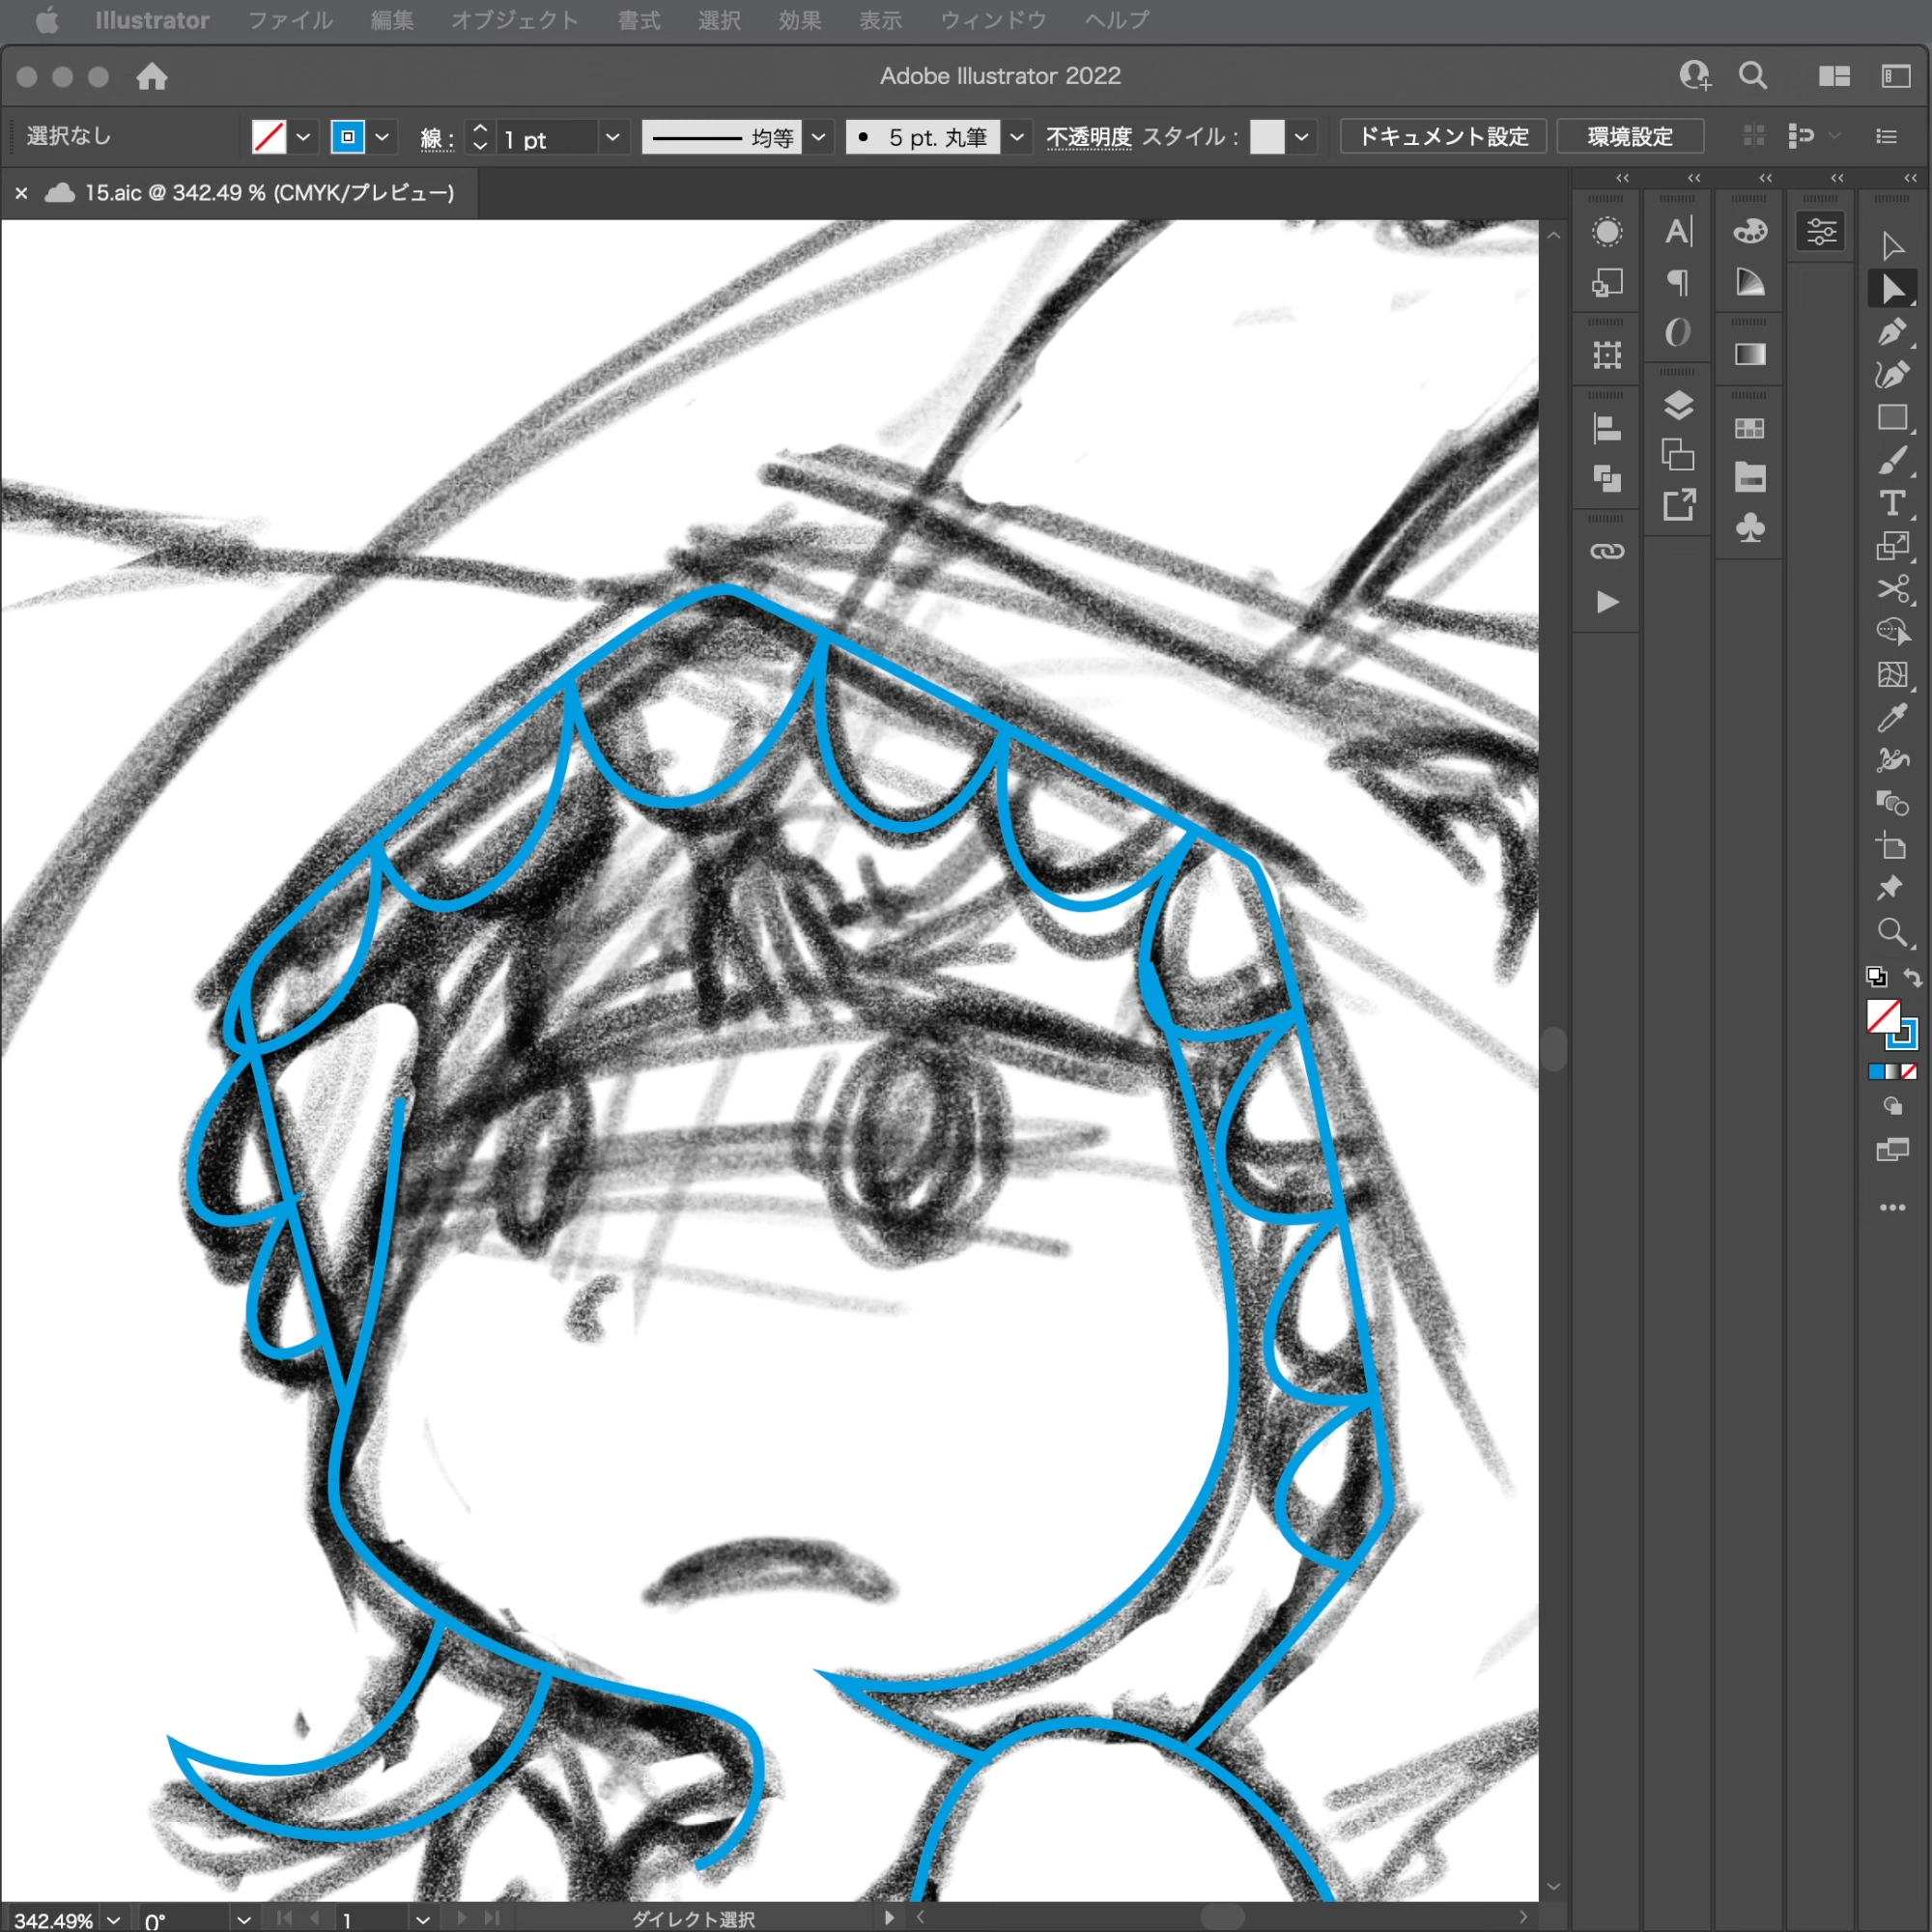 Illustrator ファイル 編集 オブジェクト 書式 選択 効果 表示 ウィンドウ ヘルプ
Adobe Illustrator 2022
選択なし 線 : 1 pt 均等 5 pt. 丸筆 不透明度 スタイル : ドキュメント設定 環境設定
× 15.aic @ 342.49 % (CMYK/プレビュー)
342.49% 0° 1 ダイレクト選択